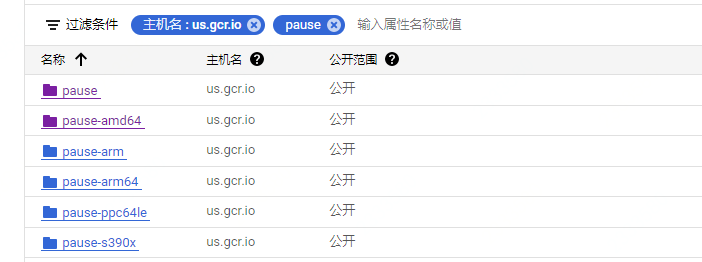 过滤条件 主机名 : us.gcr.io pause 输入属性名称或值
名称 主机名 公开范围
pause us.gcr.io 公开
pause-amd64 us.gcr.io 公开
pause-arm us.gcr.io 公开
pause-arm64 us.gcr.io 公开
pause-ppc64le us.gcr.io 公开
pause-s390x us.gcr.io 公开